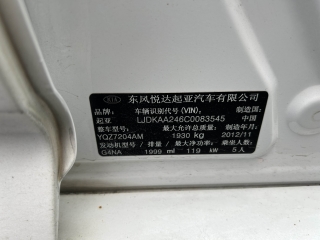 KIA 东风悦达起亚汽车有限公司
品牌: 车辆识别代号(VIN): 制造国:
起亚 LJDKAA246C0083545 中国
整车型号: 最大允许总质量: 制造年月:
YQZ7204AM 1930 kg 2012/11
发动机型号 / 排量 / 最大净功率: 乘坐人数:
G4NA 1999 ml 119 kW 5人